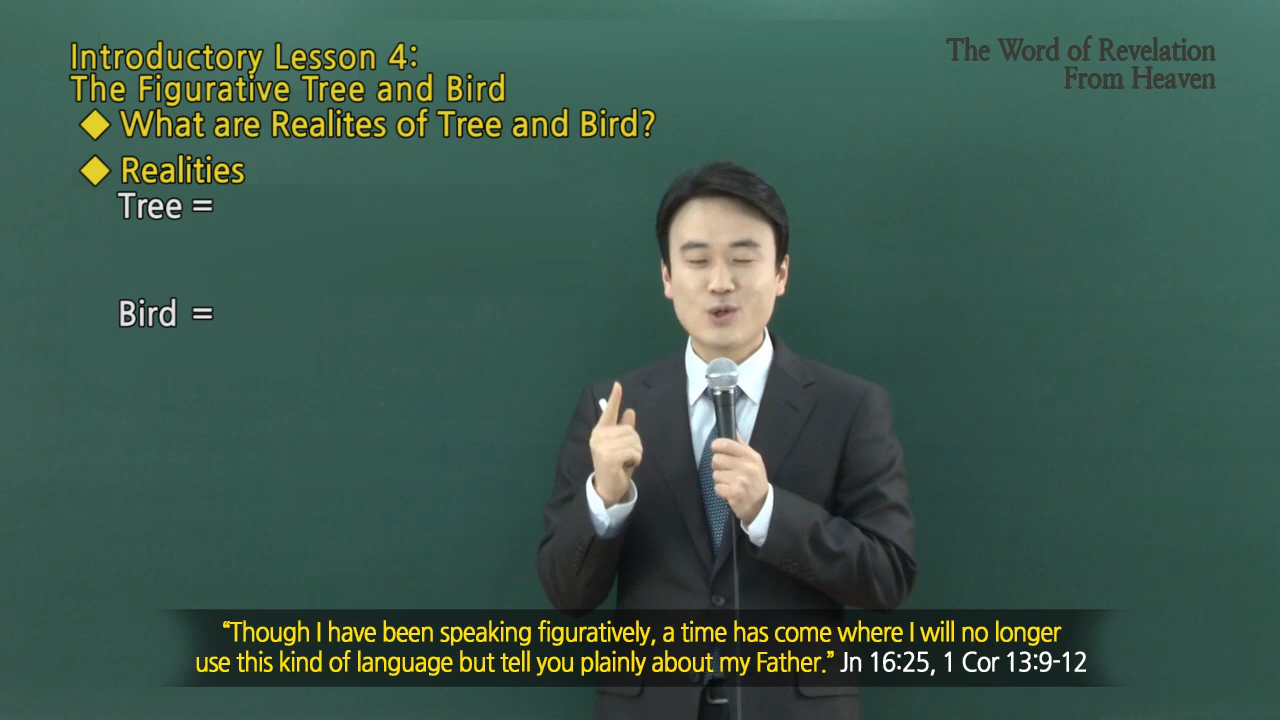 Introductory Lesson 4:
The Figurative Tree and Bird
◆ What are Realites of Tree and Bird?
◆ Realities
Tree =
Bird =
The Word of Revelation
From Heaven
“Though I have been speaking figuratively, a time has come where I will no longer
use this kind of language but tell you plainly about my Father.” Jn 16:25, 1 Cor 13:9-12